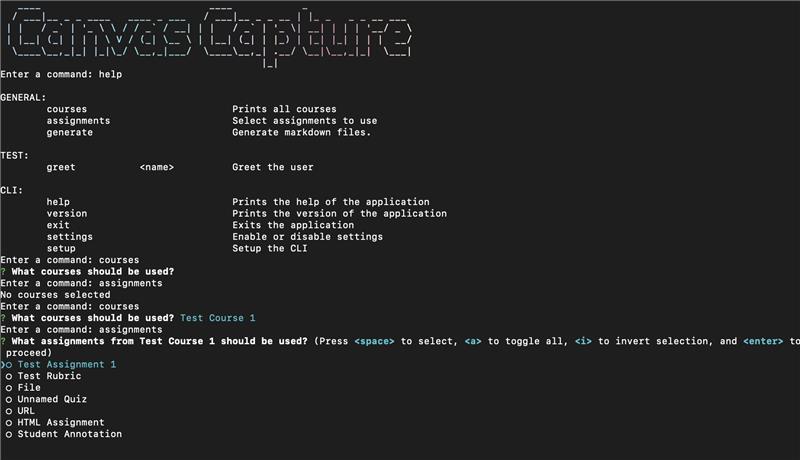 Canvas Capture
Enter a command: help
GENERAL:
courses Prints all courses
assignments Select assignments to use
generate Generate markdown files.
TEST:
greet <name> Greet the user
CLI:
help Prints the help of the application
version Prints the version of the application
exit Exits the application
settings Enable or disable settings
setup Setup the CLI
Enter a command: courses
? What courses should be used?
Enter a command: assignments
No courses selected
Enter a command: courses
? What courses should be used? Test Course 1
Enter a command: assignments
? What assignments from Test Course 1 should be used? (Press <space> to select, <a> to toggle all, <i> to invert selection, and <enter> to
proceed)
❯◯ Test Assignment 1
◯ Test Rubric
◯ File
◯ Unnamed Quiz
◯ URL
◯ HTML Assignment
◯ Student Annotation